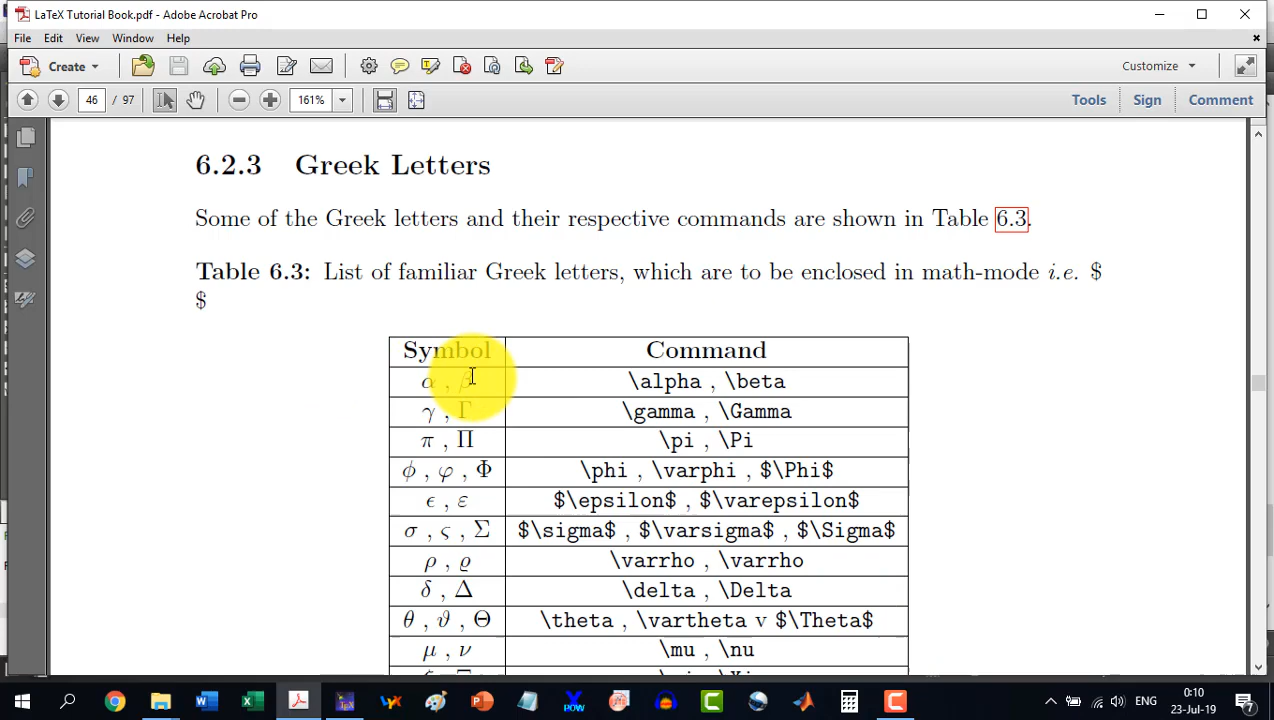 LaTeX Tutorial Book.pdf - Adobe Acrobat Pro
File Edit View Window Help
Create Customize
46 / 97 161% Tools Sign Comment
6.2.3 Greek Letters
Some of the Greek letters and their respective commands are shown in Table 6.3.
Table 6.3: List of familiar Greek letters, which are to be enclosed in math-mode i.e. $
$
Symbol Command
α , β \alpha , \beta
γ , Γ \gamma , \Gamma
π , Π \pi , \Pi
ϕ , φ , Φ \phi , \varphi , $\Phi$
ϵ , ε $\epsilon$ , $\varepsilon$
σ , ς , Σ $\sigma$ , $\varsigma$ , $\Sigma$
ρ , ϱ \varrho , \varrho
δ , Δ \delta , \Delta
θ , ϑ , Θ \theta , \vartheta v $\Theta$
μ , ν \mu , \nu
ENG 0:10
23-Jul-19 7